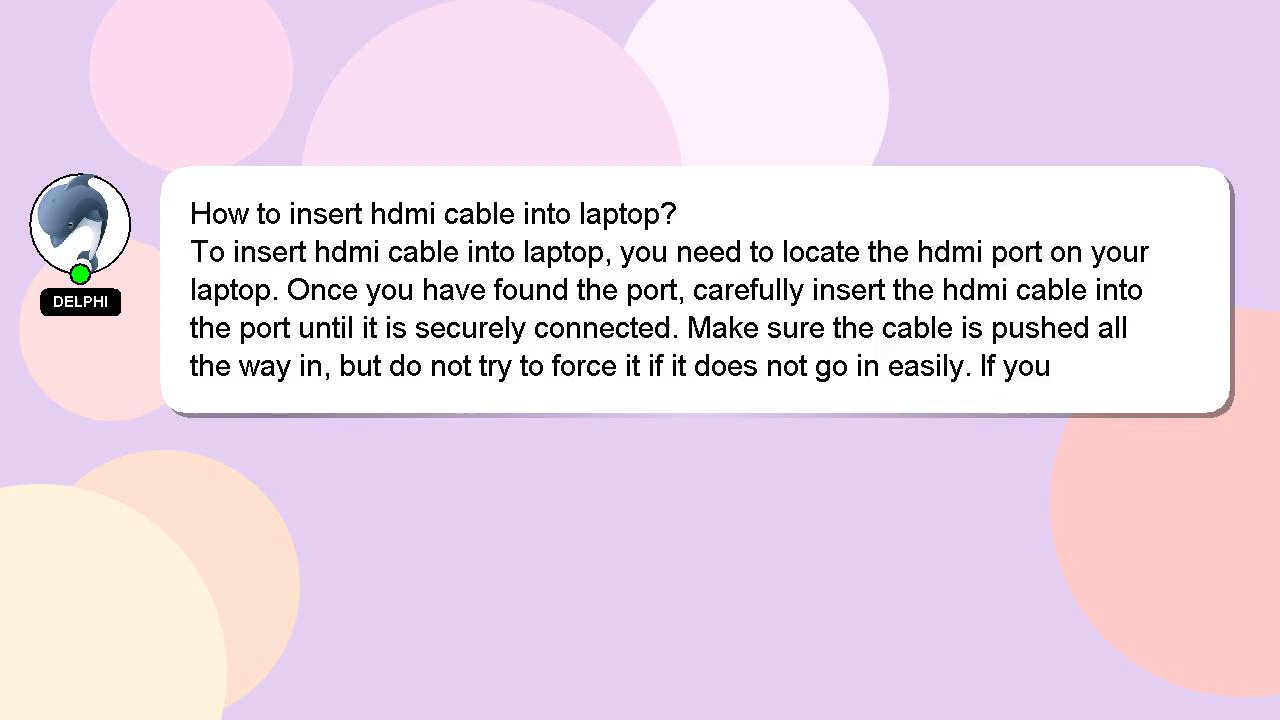 How to insert hdmi cable into laptop?
To insert hdmi cable into laptop, you need to locate the hdmi port on your
laptop. Once you have found the port, carefully insert the hdmi cable into
the port until it is securely connected. Make sure the cable is pushed all
the way in, but do not try to force it if it does not go in easily. If you
DELPHI